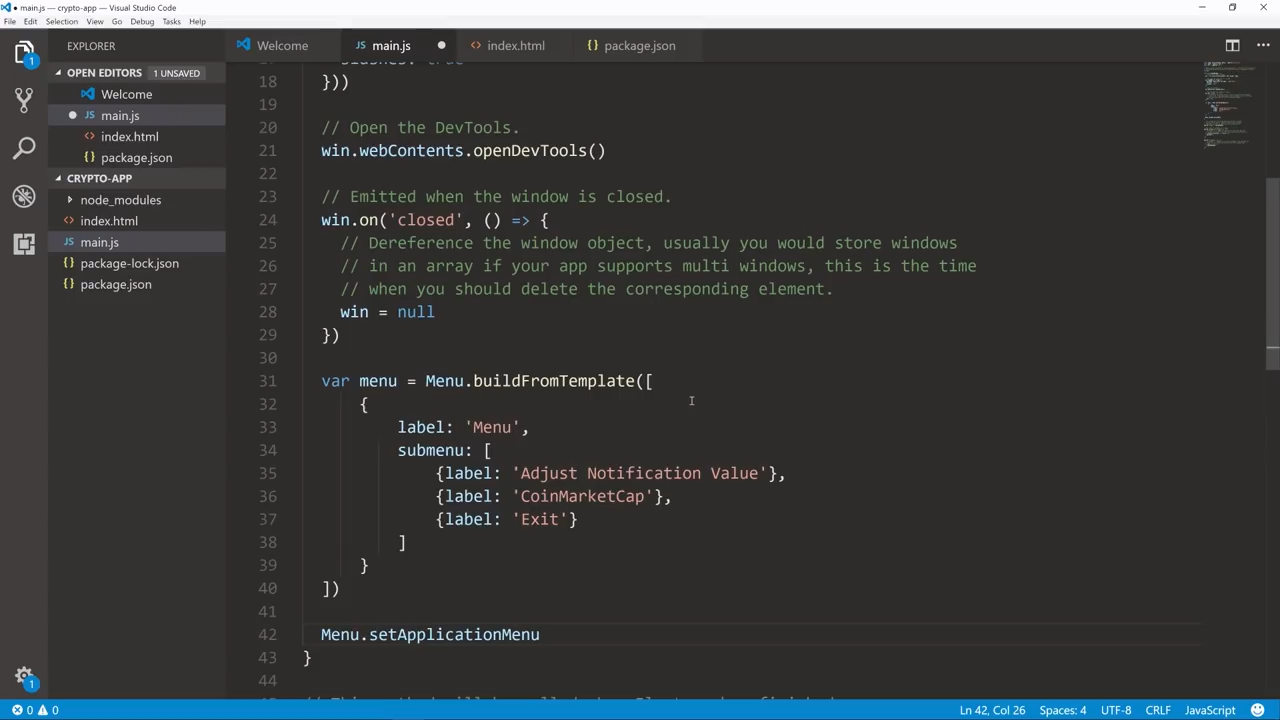 ● main.js - crypto-app - Visual Studio Code
File Edit Selection View Go Debug Tasks Help
EXPLORER
Welcome
main.js
index.html
package.json
OPEN EDITORS 1 UNSAVED
Welcome
main.js
index.html
package.json
CRYPTO-APP
node_modules
index.html
main.js
package-lock.json
package.json
1
1
18 }))
19
20 // Open the DevTools.
21 win.webContents.openDevTools()
22
23 // Emitted when the window is closed.
24 win.on('closed', () => {
25 // Dereference the window object, usually you would store windows
26 // in an array if your app supports multi windows, this is the time
27 // when you should delete the corresponding element.
28 win = null
29 })
30
31 var menu = Menu.buildFromTemplate([
32 {
33 label: 'Menu',
34 submenu: [
35 {label: 'Adjust Notification Value'},
36 {label: 'CoinMarketCap'},
37 {label: 'Exit'}
38 ]
39 }
40 ])
41
42 Menu.setApplicationMenu
43 }
44
0 0 Ln 42, Col 26 Spaces: 4 UTF-8 CRLF JavaScript